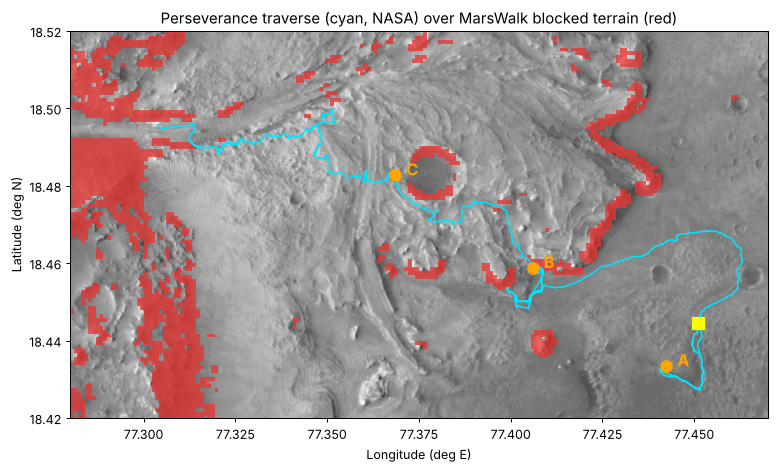 Perseverance traverse (cyan, NASA) over MarsWalk blocked terrain (red)
18.52
18.50
18.48
18.46
18.44
18.42
Latitude (deg N)
C
B
A
77.300 77.325 77.350 77.375 77.400 77.425 77.450
Longitude (deg E)